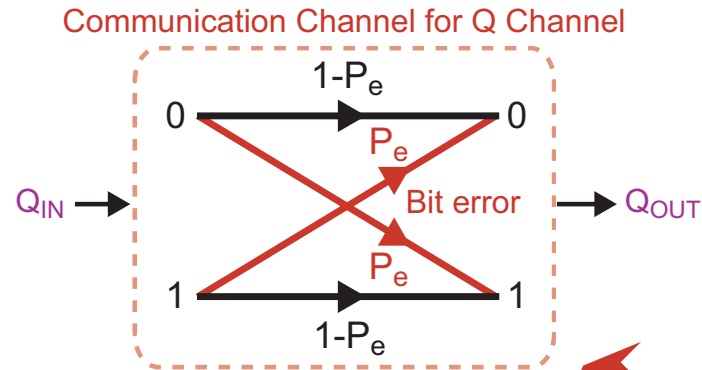 Communication Channel for Q Channel
1-Pe
0 0
Pe
QIN Bit error QOUT
Pe
1 1
1-Pe